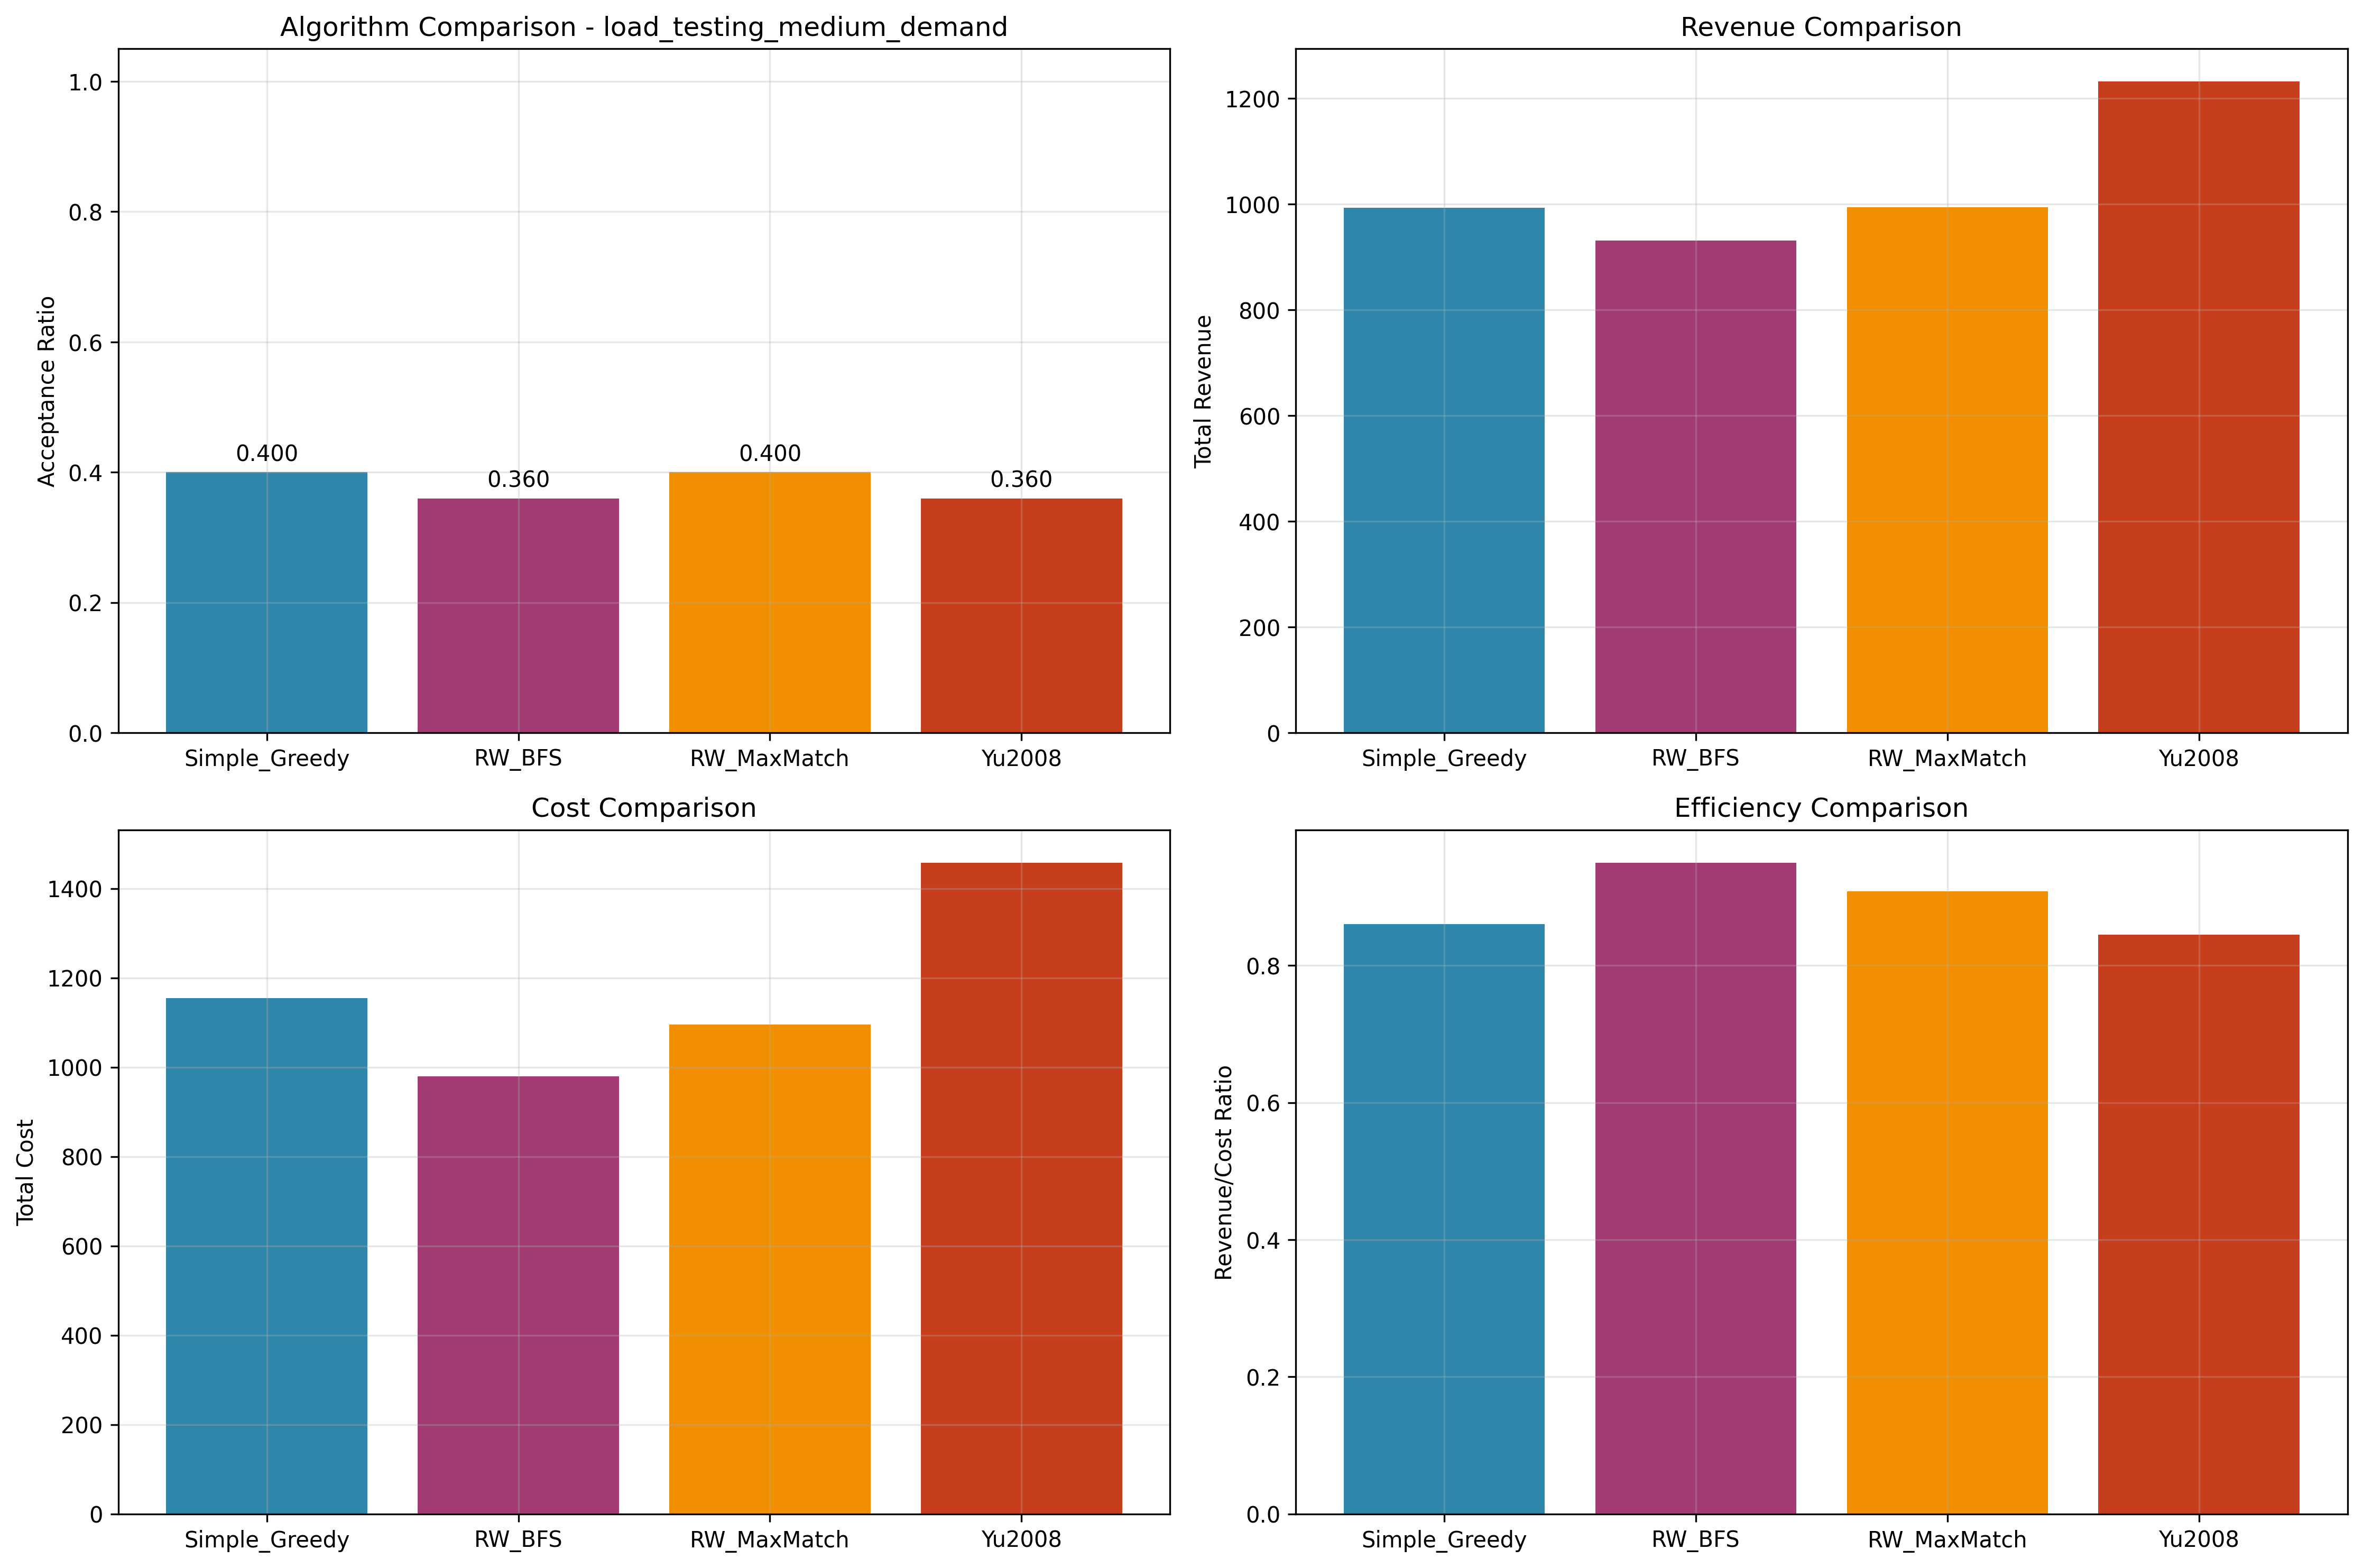 Algorithm Comparison - load_testing_medium_demand
Acceptance Ratio
1.0
0.8
0.6
0.4
0.2
0.0
0.400
0.360
0.400
0.360
Simple_Greedy RW_BFS RW_MaxMatch Yu2008
Revenue Comparison
Total Revenue
1200
1000
800
600
400
200
0
Simple_Greedy RW_BFS RW_MaxMatch Yu2008
Cost Comparison
Total Cost
1400
1200
1000
800
600
400
200
0
Simple_Greedy RW_BFS RW_MaxMatch Yu2008
Efficiency Comparison
Revenue/Cost Ratio
0.8
0.6
0.4
0.2
0.0
Simple_Greedy RW_BFS RW_MaxMatch Yu2008